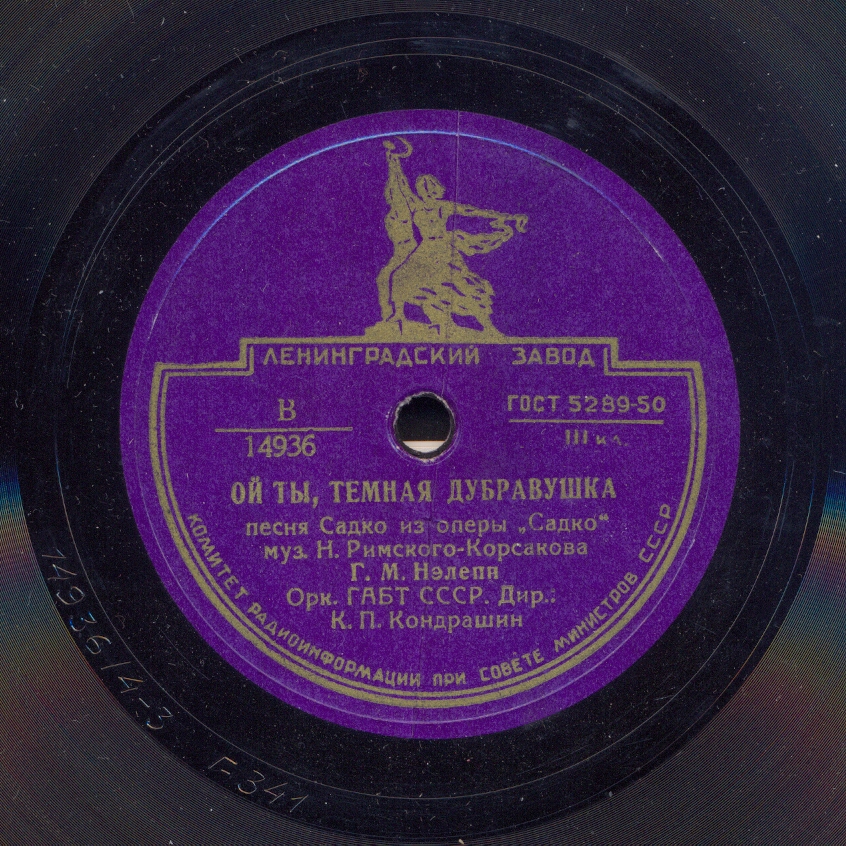 ЛЕНИНГРАДСКИЙ ЗАВОД
В
14936
ГОСТ 5289-50
III кл.
ОЙ ТЫ, ТЕМНАЯ ДУБРАВУШКА
песня Садко из оперы „Садко“
муз. Н. Римского-Корсакова
Г. М. Нэлепп
Орк. ГАБТ СССР. Дир.:
К. П. Кондрашин
КОМИТЕТ РАДИОИНФОРМАЦИИ ПРИ СОВЕТЕ МИНИСТРОВ СССР
14936/4-3
Г-341